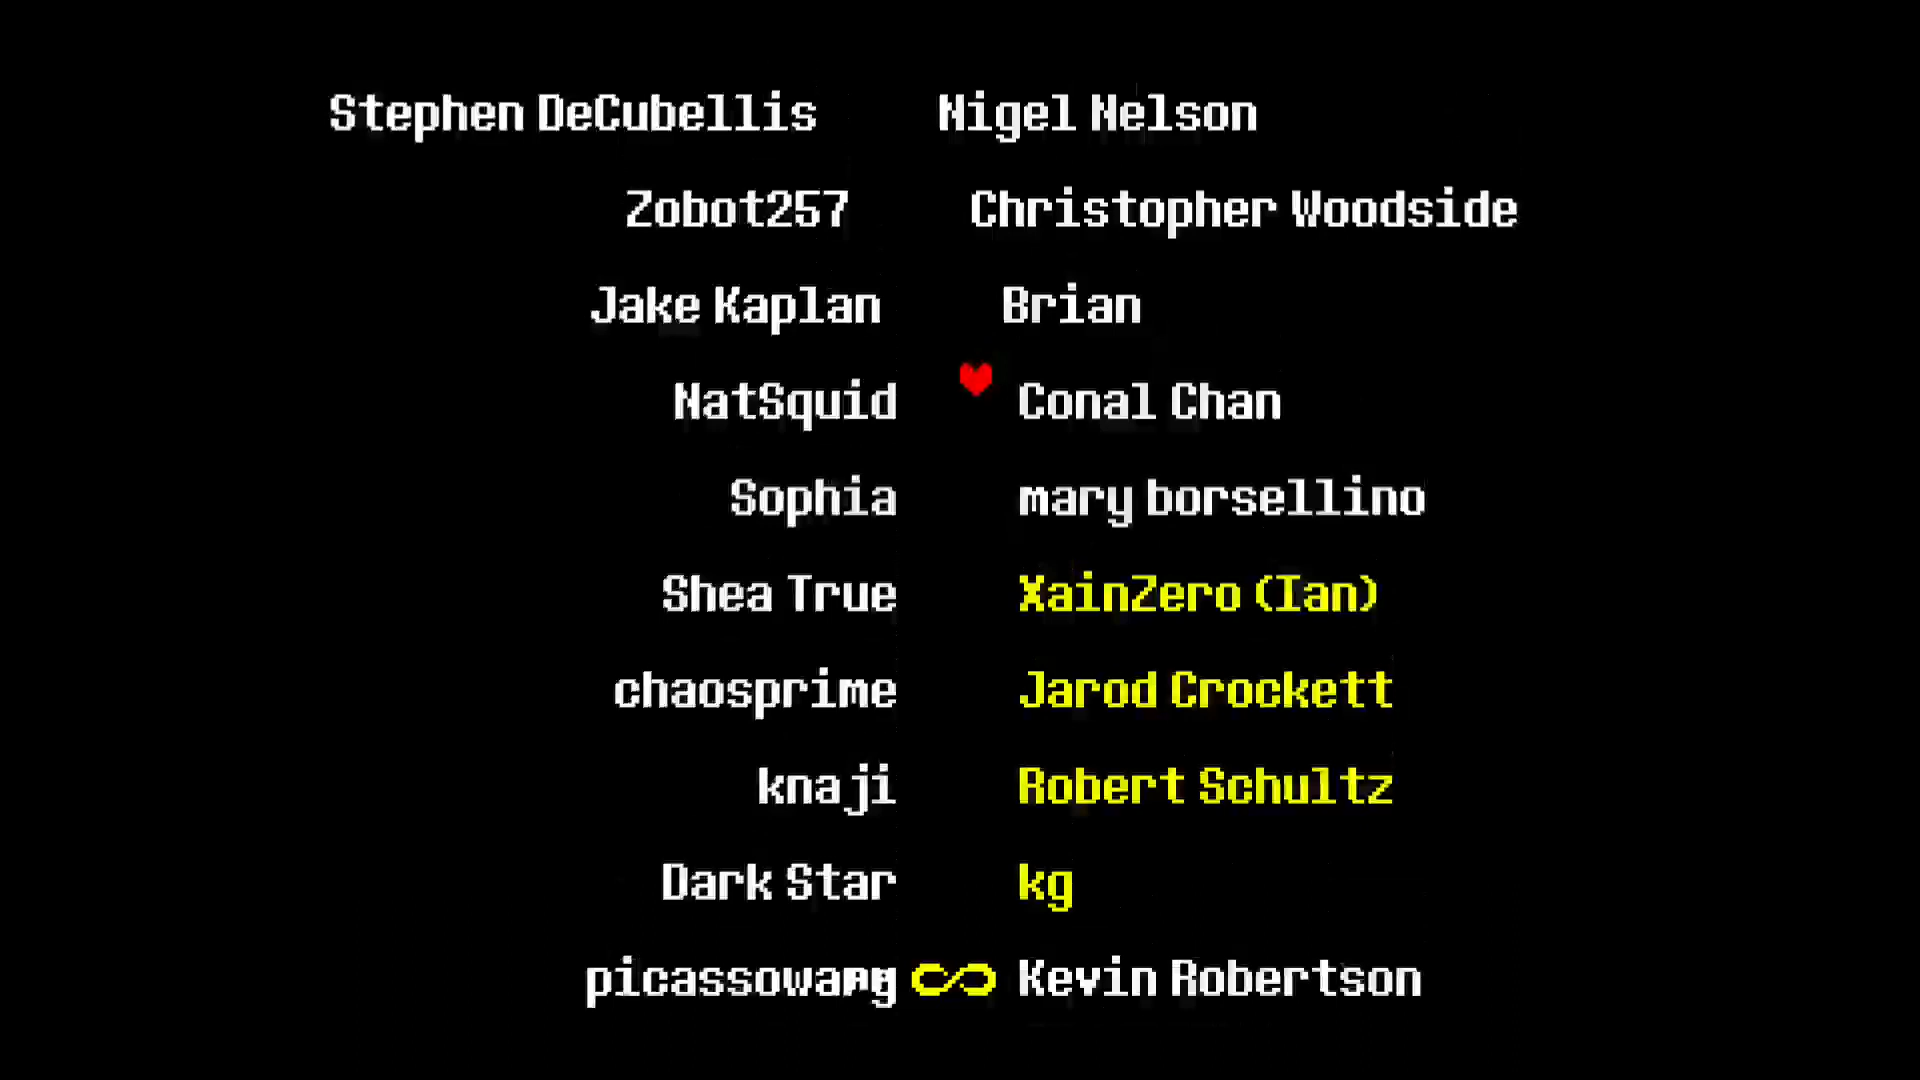 Stephen DeCubellis Nigel Nelson
Zobot257 Christopher Woodside
Jake Kaplan Brian
NatSquid Conal Chan
Sophia mary borsellino
Shea True XainZero (Ian)
chaosprime Jarod Crockett
knaji Robert Schultz
Dark Star kg
Kevin Robertson